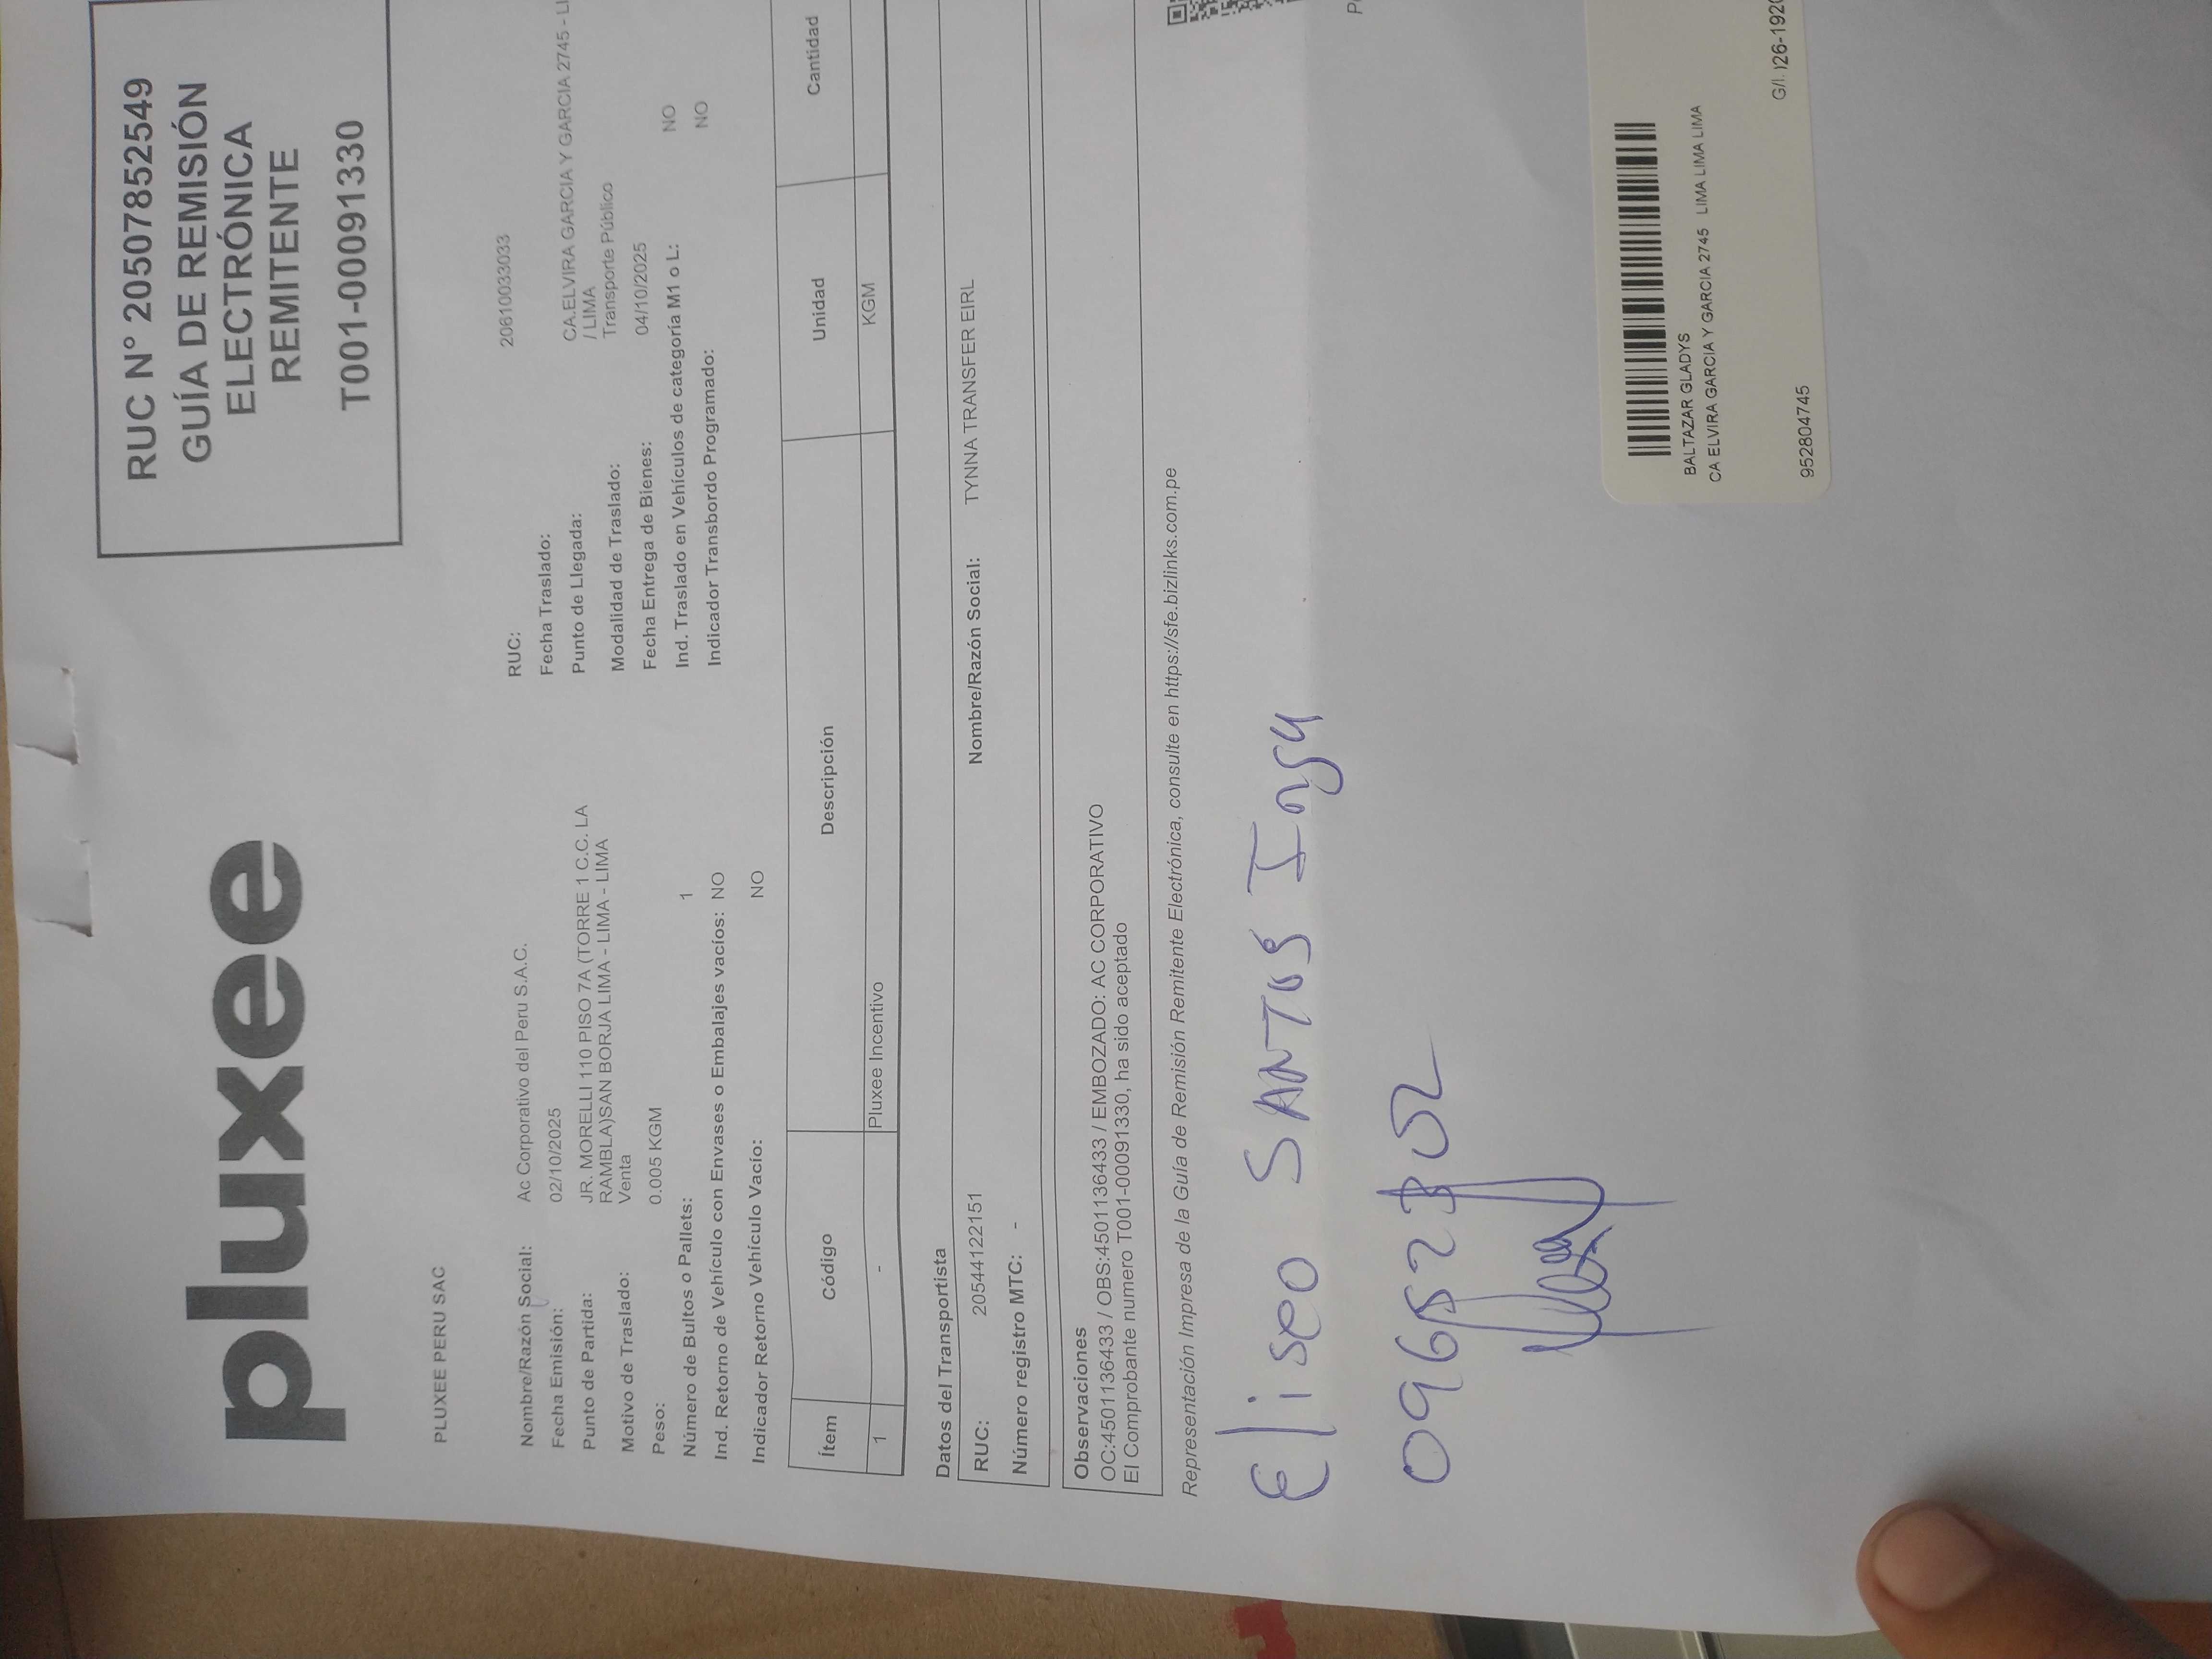 pluxee
RUC N° 20507852549
GUÍA DE REMISIÓN
ELECTRÓNICA
REMITENTE
T001-00091330
PLUXEE PERU SAC
Nombre/Razón Social: Ac Corporativo del Peru S.A.C.
RUC: 20610033033
Fecha Emisión: 02/10/2025
Fecha Traslado:
Punto de Partida: JR. MORELLI 110 PISO 7A (TORRE 1 C.C. LA
RAMBLA)SAN BORJA LIMA - LIMA - LIMA
Punto de Llegada: CA.ELVIRA GARCIA Y GARCIA 2745 - LI
/ LIMA
Motivo de Traslado: Venta
Modalidad de Traslado: Transporte Público
Peso: 0.005 KGM
Fecha Entrega de Bienes: 04/10/2025
Número de Bultos o Pallets: 1
Ind. Traslado en Vehículos de categoría M1 o L: NO
Ind. Retorno de Vehículo con Envases o Embalajes vacíos: NO
Indicador Transbordo Programado: NO
Indicador Retorno Vehículo Vacío: NO
Ítem Código Descripción Unidad Cantidad
1 - Pluxee Incentivo KGM
Datos del Transportista
RUC: 20544122151 Nombre/Razón Social: TYNNA TRANSFER EIRL
Número registro MTC: -
Observaciones
OC:4501136433 / OBS:4501136433 / EMBOZADO: AC CORPORATIVO
El Comprobante numero T001-00091330, ha sido aceptado
Representación Impresa de la Guía de Remisión Remitente Electrónica, consulte en https://sfe.bizlinks.com.pe
Eliseo SANTOS Inga
BALTAZAR GLADYS
CA ELVIRA GARCIA Y GARCIA 2745 LIMA LIMA LIMA
952804745